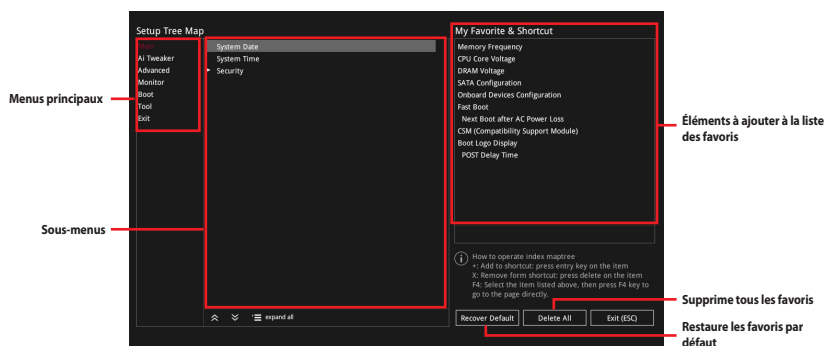 Setup Tree Map
Main
Ai Tweaker
Advanced
Monitor
Boot
Tool
Exit
System Date
System Time
Security
expand all
My Favorite & Shortcut
Memory Frequency
CPU Core Voltage
DRAM Voltage
SATA Configuration
Onboard Devices Configuration
Fast Boot
Next Boot after AC Power Loss
CSM (Compatibility Support Module)
Boot Logo Display
POST Delay Time
How to operate index maptree
+: Add to shortcut: press entry key on the item
X: Remove form shortcut: press delete on the item
F4: Select the item listed above, then press F4 key to
go to the page directly.
Recover Default
Delete All
Exit (ESC)
Menus principaux
Sous-menus
Éléments à ajouter à la liste
des favoris
Supprime tous les favoris
Restaure les favoris par
défaut